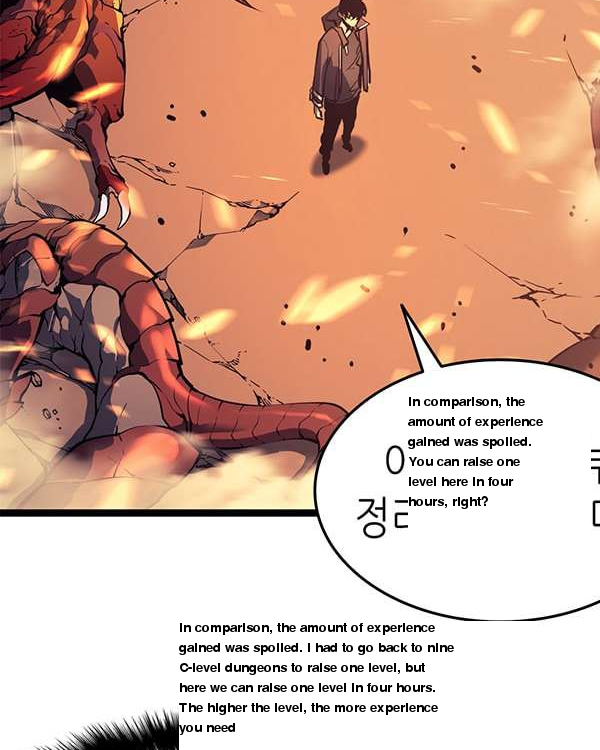 In comparison, the
amount of experience
gained was spoiled.
You can raise one
level here in four
hours, right?
정리
In comparison, the amount of experience
gained was spoiled. I had to go back to nine
C-level dungeons to raise one level, but
here we can raise one level in four hours.
The higher the level, the more experience
you need